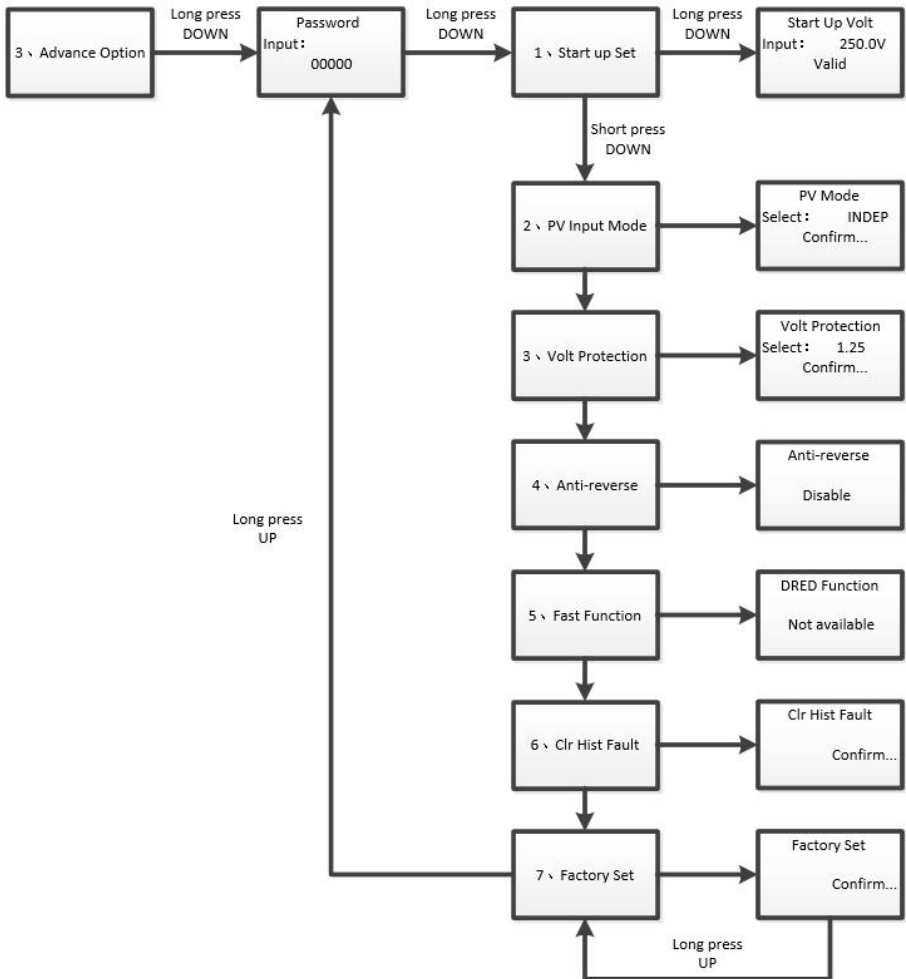 Long press
DOWN
Long press
DOWN
Long press
DOWN
3、Advance Option
Password
Input：
00000
1、Start up Set
Start Up Volt
Input： 250.0V
Valid
Short press
DOWN
2、PV Input Mode
PV Mode
Select： INDEP
Confirm...
3、Volt Protection
Volt Protection
Select： 1.25
Confirm...
4、Anti-reverse
Anti-reverse
Disable
Long press
UP
5、Fast Function
DRED Function
Not available
6、Clr Hist Fault
Clr Hist Fault
Confirm...
7、Factory Set
Factory Set
Confirm...
Long press
UP